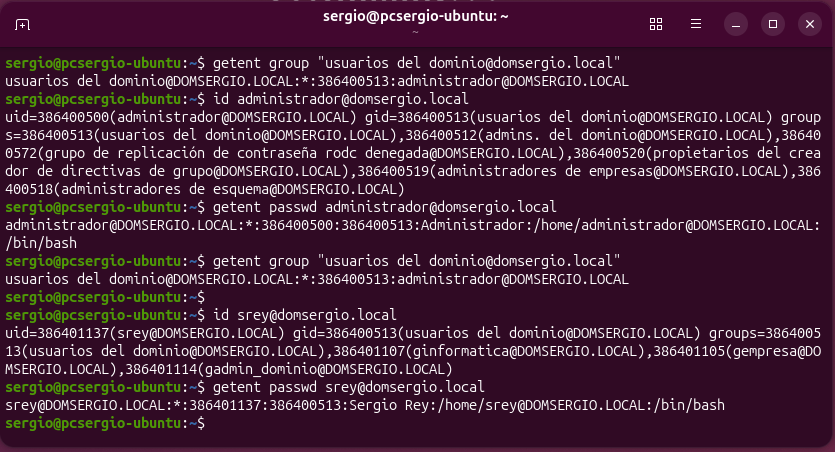 sergio@pcsergio-ubuntu: ~
~
sergio@pcsergio-ubuntu:~$ getent group "usuarios del dominio@domsergio.local"
usuarios del dominio@DOMSERGIO.LOCAL:*:386400513:administrador@DOMSERGIO.LOCAL
sergio@pcsergio-ubuntu:~$ id administrador@domsergio.local
uid=386400500(administrador@DOMSERGIO.LOCAL) gid=386400513(usuarios del dominio@DOMSERGIO.LOCAL) group
s=386400513(usuarios del dominio@DOMSERGIO.LOCAL),386400512(admins. del dominio@DOMSERGIO.LOCAL),38640
0572(grupo de replicación de contraseña rodc denegada@DOMSERGIO.LOCAL),386400520(propietarios del crea
dor de directivas de grupo@DOMSERGIO.LOCAL),386400519(administradores de empresas@DOMSERGIO.LOCAL),386
400518(administradores de esquema@DOMSERGIO.LOCAL)
sergio@pcsergio-ubuntu:~$ getent passwd administrador@domsergio.local
administrador@DOMSERGIO.LOCAL:*:386400500:386400513:Administrador:/home/administrador@DOMSERGIO.LOCAL:
/bin/bash
sergio@pcsergio-ubuntu:~$ getent group "usuarios del dominio@domsergio.local"
usuarios del dominio@DOMSERGIO.LOCAL:*:386400513:administrador@DOMSERGIO.LOCAL
sergio@pcsergio-ubuntu:~$
sergio@pcsergio-ubuntu:~$ id srey@domsergio.local
uid=386401137(srey@DOMSERGIO.LOCAL) gid=386400513(usuarios del dominio@DOMSERGIO.LOCAL) groups=3864005
13(usuarios del dominio@DOMSERGIO.LOCAL),386401107(ginformatica@DOMSERGIO.LOCAL),386401105(gempresa@DO
MSERGIO.LOCAL),386401114(gadmin_dominio@DOMSERGIO.LOCAL)
sergio@pcsergio-ubuntu:~$ getent passwd srey@domsergio.local
srey@DOMSERGIO.LOCAL:*:386401137:386400513:Sergio Rey:/home/srey@DOMSERGIO.LOCAL:/bin/bash
sergio@pcsergio-ubuntu:~$